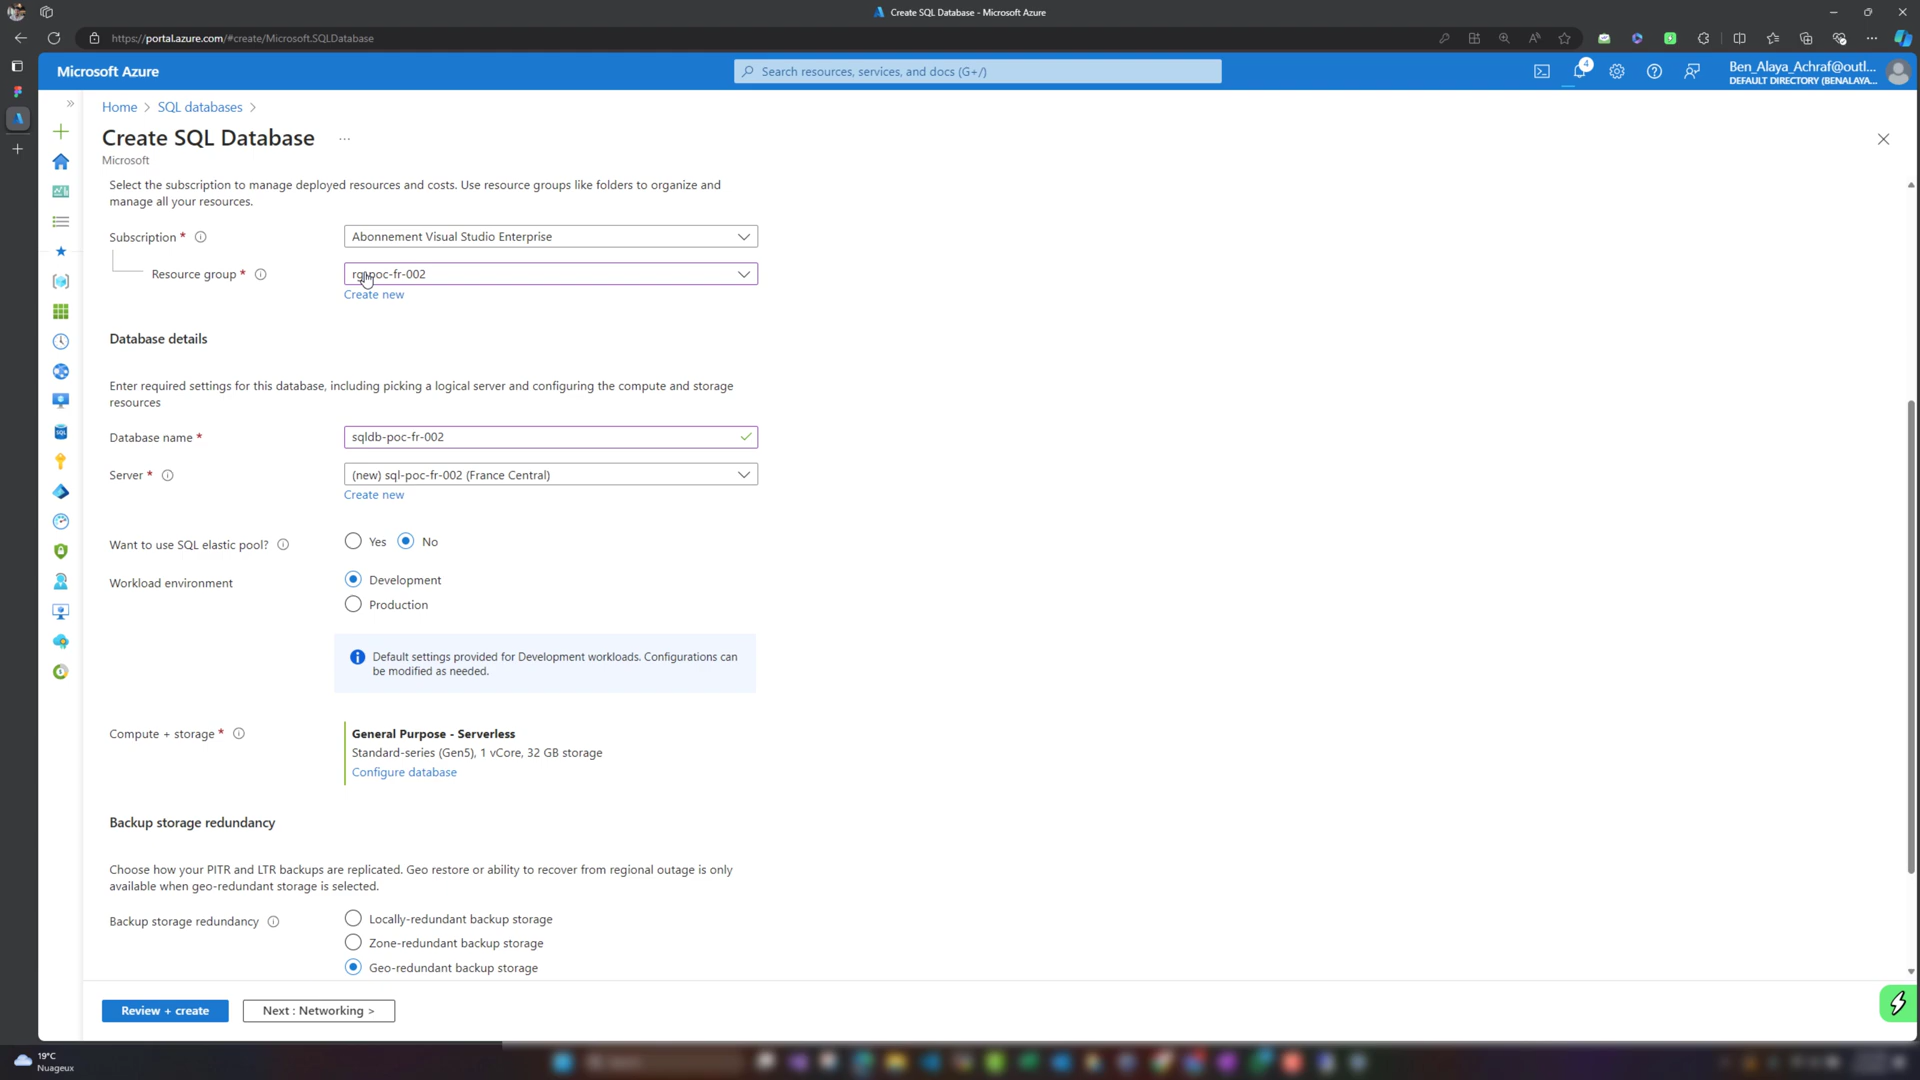 Create SQL Database - Microsoft Azure
https://portal.azure.com/#create/Microsoft.SQLDatabase
Microsoft Azure
Search resources, services, and docs (G+/)
4
Ben_Alaya_Achraf@outl...
DEFAULT DIRECTORY (BENALAYA...
Home > SQL databases >
Create SQL Database ...
Microsoft
Select the subscription to manage deployed resources and costs. Use resource groups like folders to organize and
manage all your resources.
Subscription * Abonnement Visual Studio Enterprise
Resource group * rg-poc-fr-002
Create new
Database details
Enter required settings for this database, including picking a logical server and configuring the compute and storage
resources
Database name * sqldb-poc-fr-002
Server * (new) sql-poc-fr-002 (France Central)
Create new
Want to use SQL elastic pool? Yes No
Workload environment Development
Production
Default settings provided for Development workloads. Configurations can
be modified as needed.
Compute + storage * General Purpose - Serverless
Standard-series (Gen5), 1 vCore, 32 GB storage
Configure database
Backup storage redundancy
Choose how your PITR and LTR backups are replicated. Geo restore or ability to recover from regional outage is only
available when geo-redundant storage is selected.
Backup storage redundancy Locally-redundant backup storage
Zone-redundant backup storage
Geo-redundant backup storage
Review + create Next : Networking >
19°C
Nuageux